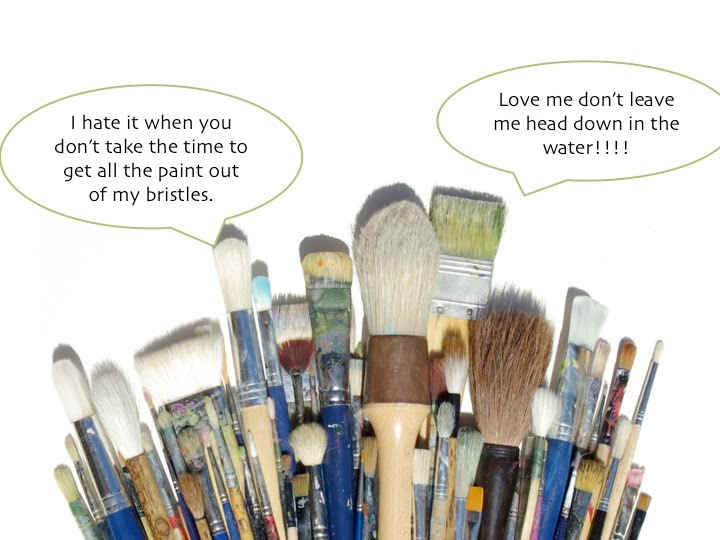 I hate it when you
don't take the time to
get all the paint out
of my bristles.
Love me don't leave
me head down in the
water!!!!